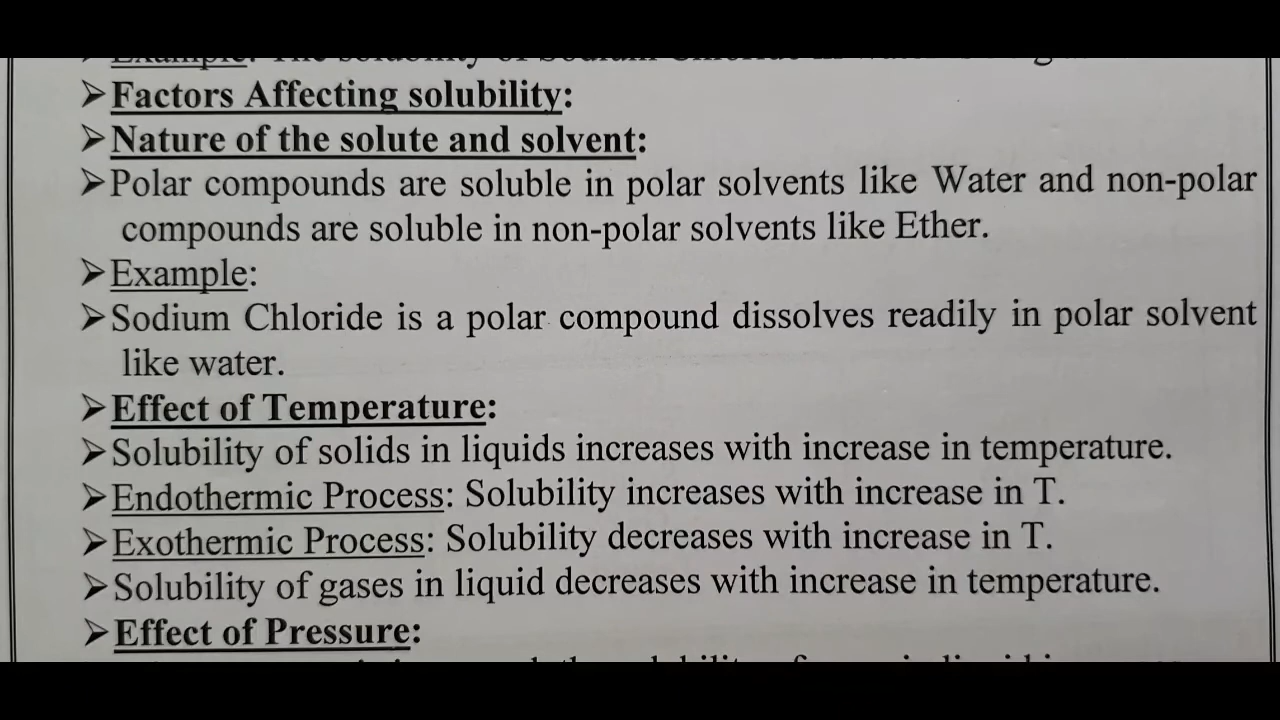 ➢Factors Affecting solubility:
➢Nature of the solute and solvent:
➢Polar compounds are soluble in polar solvents like Water and non-polar
compounds are soluble in non-polar solvents like Ether.
➢Example:
➢Sodium Chloride is a polar compound dissolves readily in polar solvent
like water.
➢Effect of Temperature:
➢Solubility of solids in liquids increases with increase in temperature.
➢Endothermic Process: Solubility increases with increase in T.
➢Exothermic Process: Solubility decreases with increase in T.
➢Solubility of gases in liquid decreases with increase in temperature.
➢Effect of Pressure: